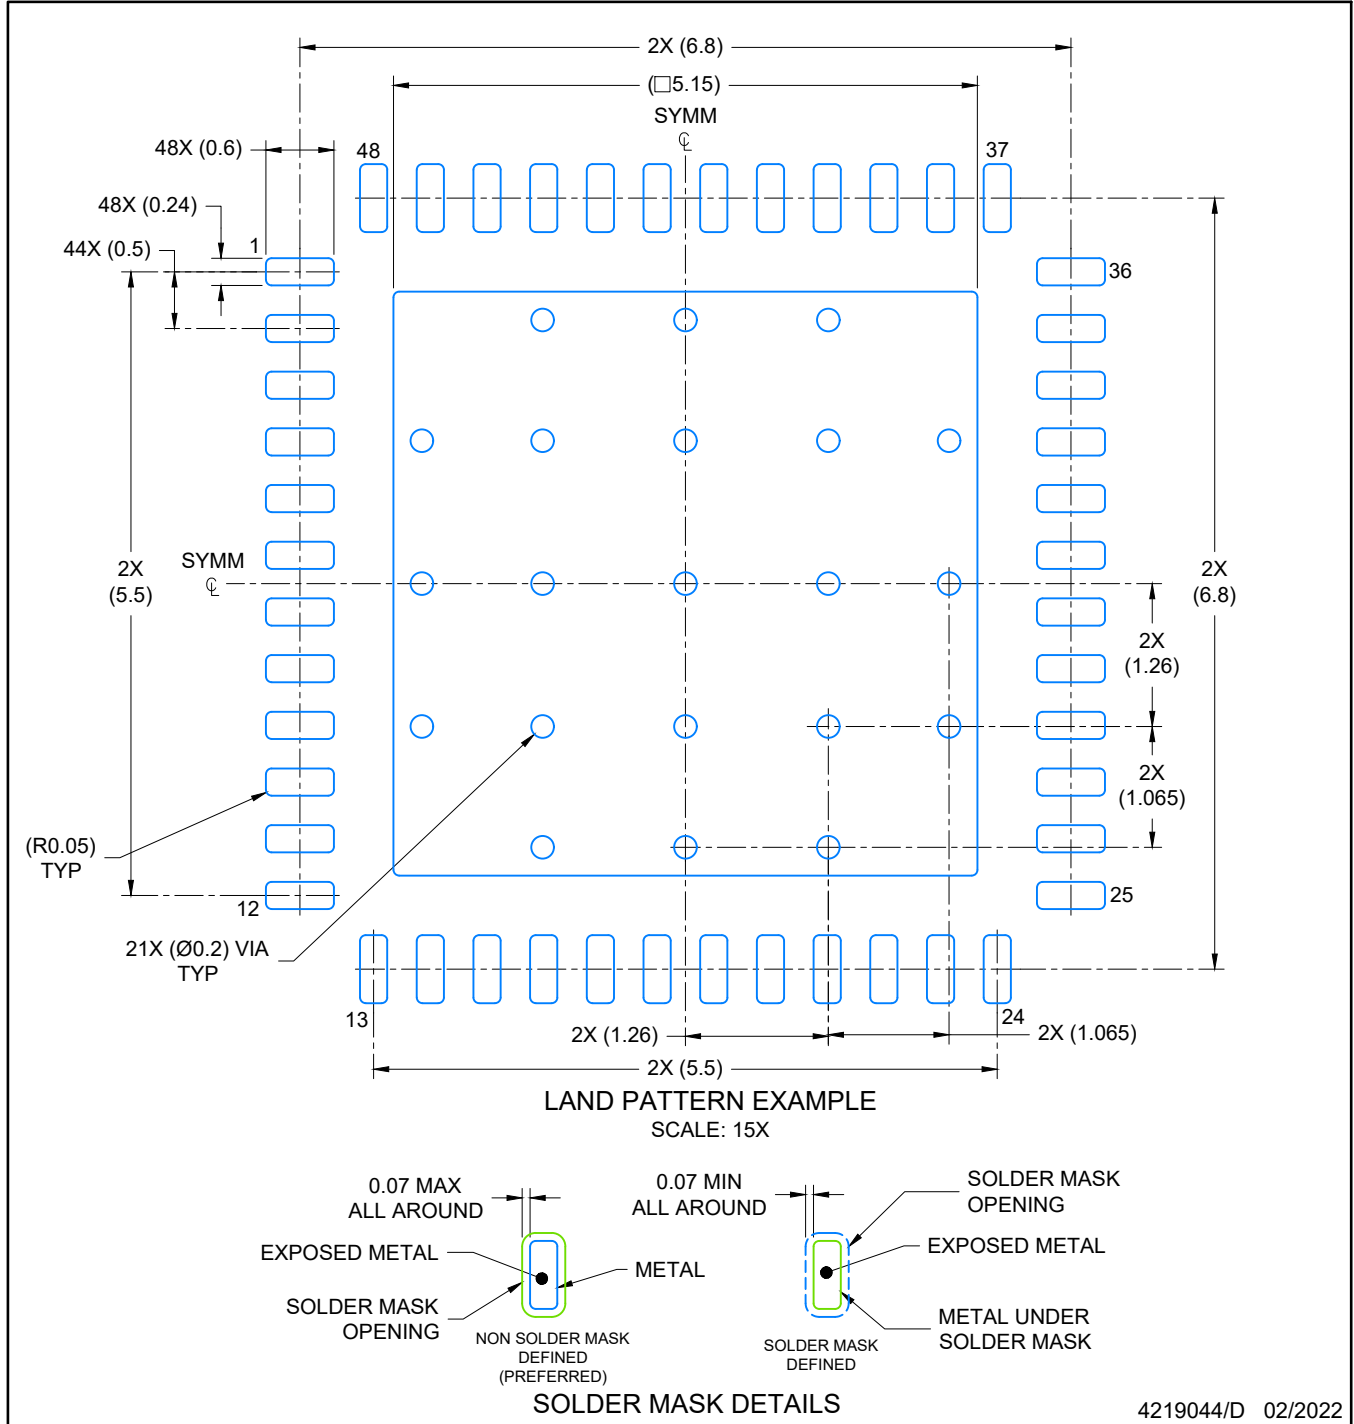 2X (6.8)
(□5.15)
SYMM
℄
48X (0.6)
48
37
48X (0.24)
44X (0.5)
1
36
SYMM
℄
2X
(5.5)
2X
(6.8)
2X
(1.26)
2X
(1.065)
(R0.05)
TYP
12
25
21X (Ø0.2) VIA
TYP
13
24
2X (1.26)
2X (1.065)
2X (5.5)
LAND PATTERN EXAMPLE
SCALE: 15X
0.07 MAX
ALL AROUND
EXPOSED METAL
METAL
SOLDER MASK
OPENING
NON SOLDER MASK
DEFINED
(PREFERRED)
0.07 MIN
ALL AROUND
SOLDER MASK
OPENING
EXPOSED METAL
METAL UNDER
SOLDER MASK
SOLDER MASK
DEFINED
SOLDER MASK DETAILS
4219044/D 02/2022